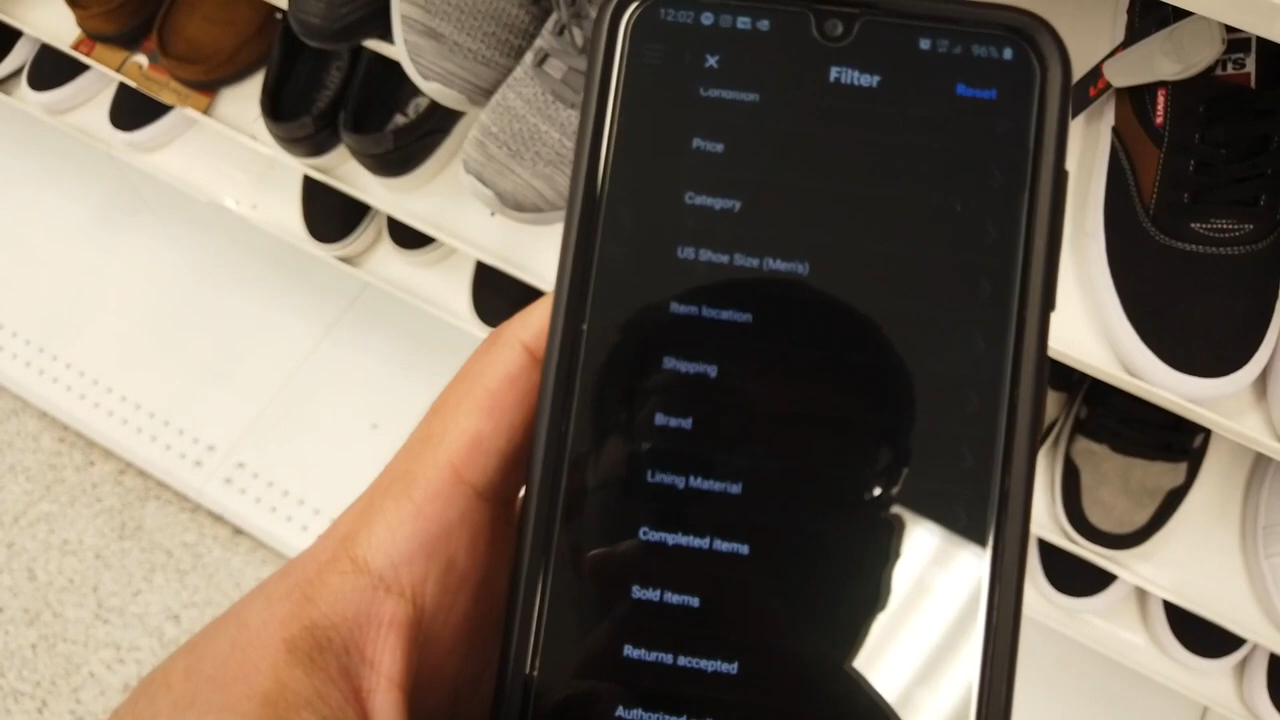 12:02
96%
Filter
Reset
Condition
Price
Category
US Shoe Size (Men's)
Item location
Shipping
Brand
Lining Material
Completed items
Sold items
Returns accepted
Authorized